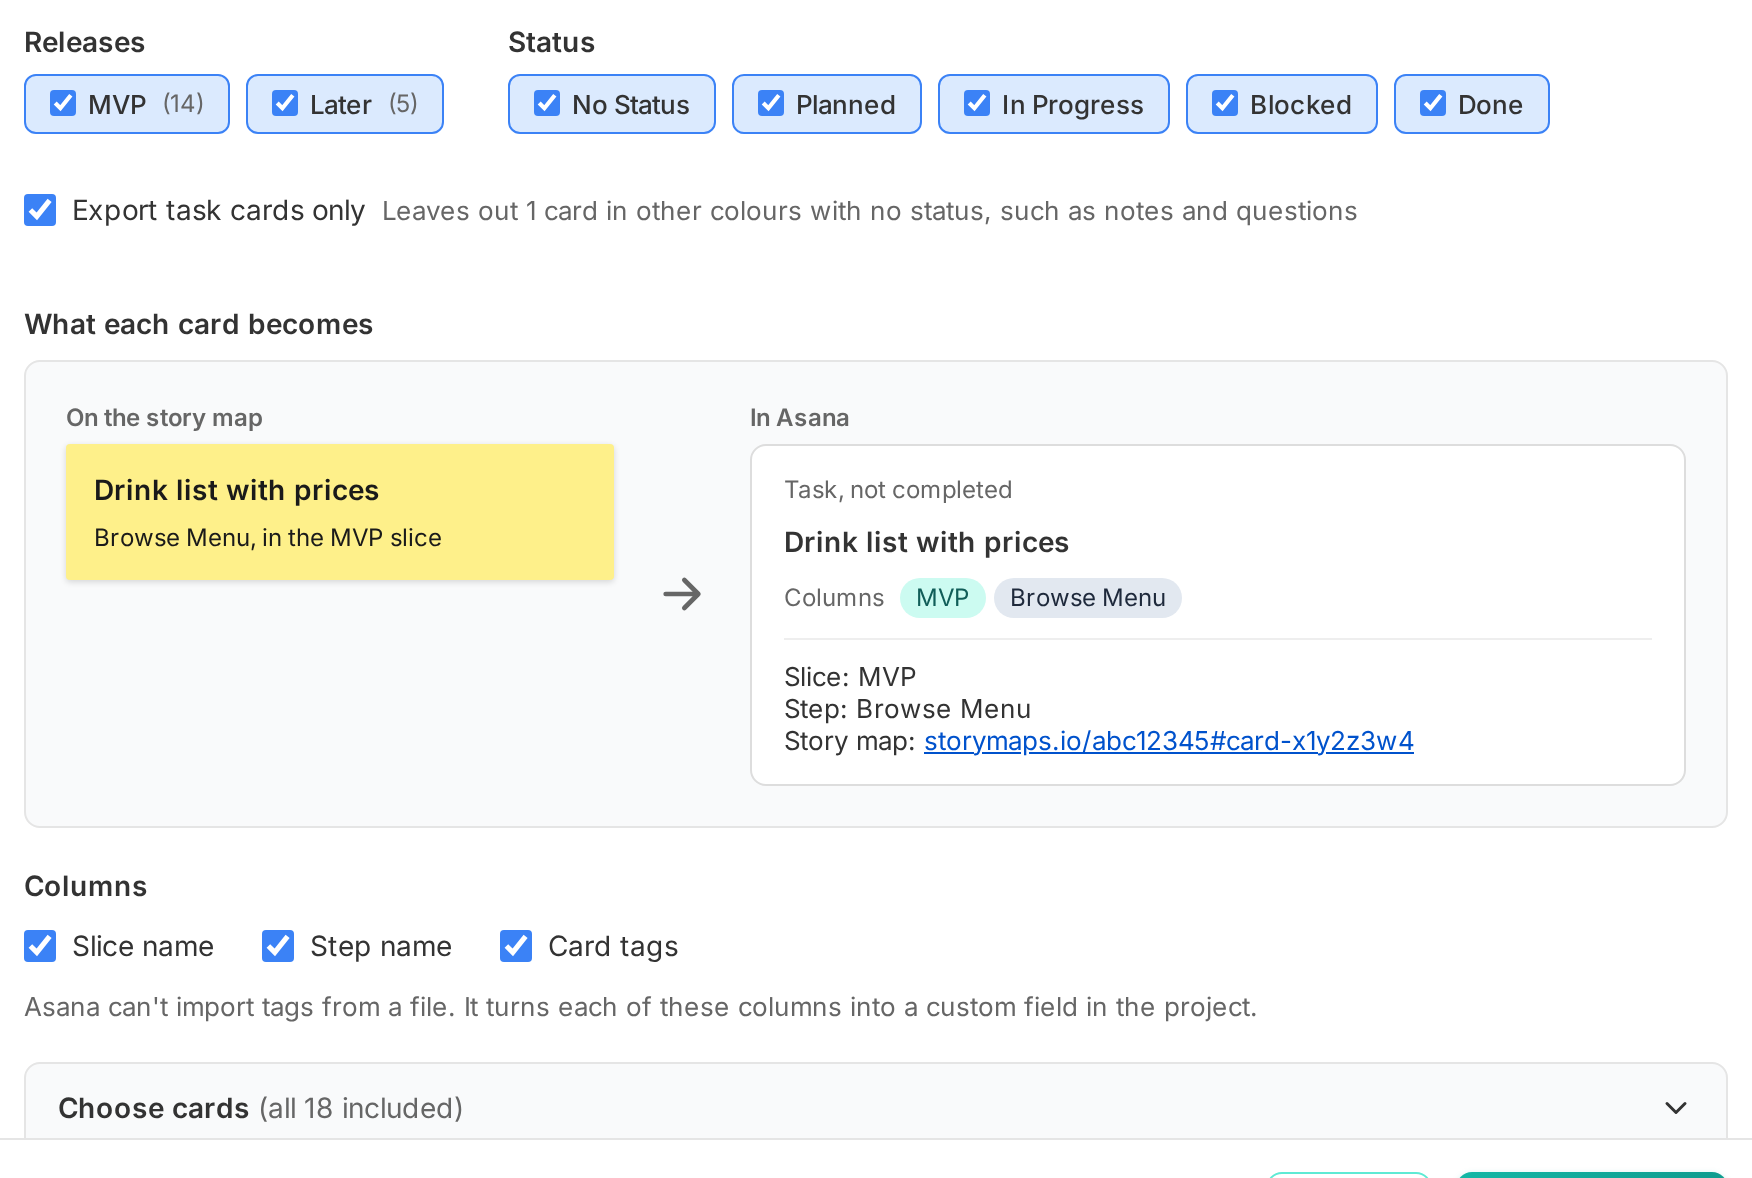 Releases
Status
MVP (14)
Later (5)
No Status
Planned
In Progress
Blocked
Done
Export task cards only Leaves out 1 card in other colours with no status, such as notes and questions
What each card becomes
On the story map
Drink list with prices
Browse Menu, in the MVP slice
In Asana
Task, not completed
Drink list with prices
Columns MVP Browse Menu
Slice: MVP
Step: Browse Menu
Story map: storymaps.io/abc12345#card-x1y2z3w4
Columns
Slice name
Step name
Card tags
Asana can't import tags from a file. It turns each of these columns into a custom field in the project.
Choose cards (all 18 included)